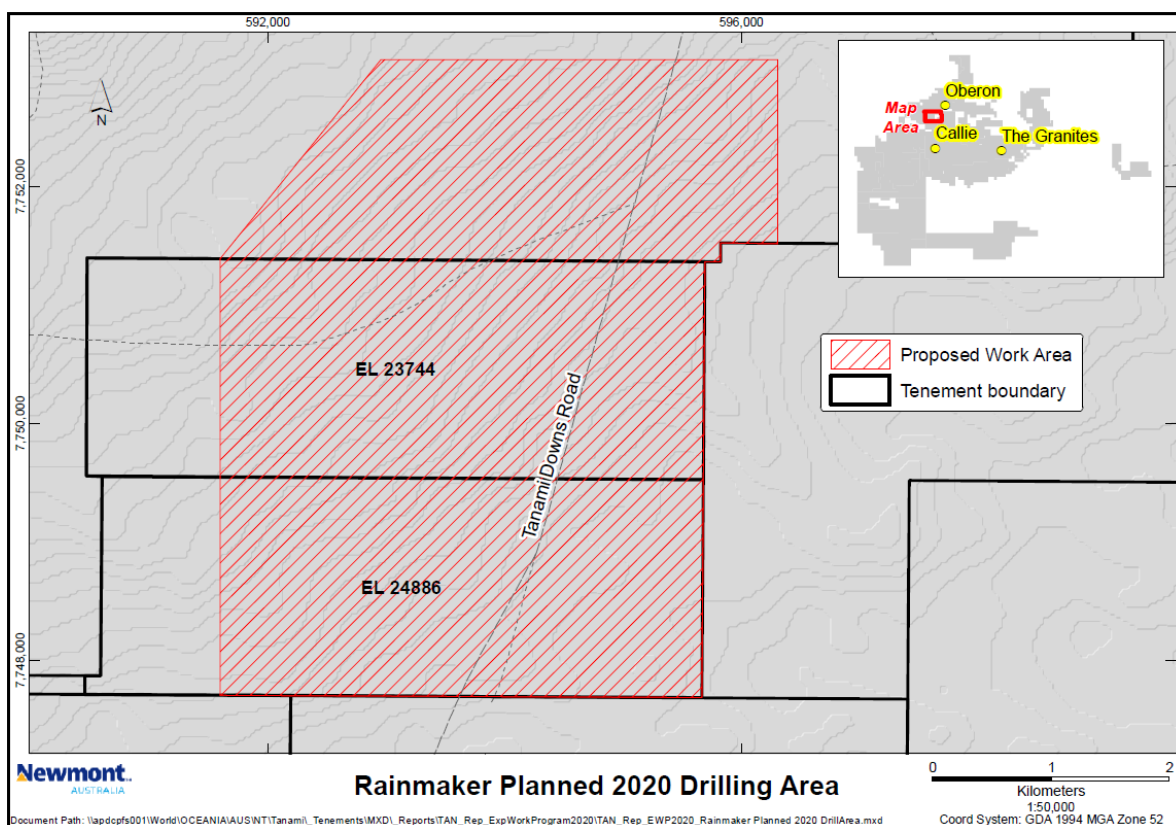 592,000
596,000
N
7,752,000
7,750,000
7,748,000
Oberon
Map
Area
Callie
The Granites
Proposed Work Area
Tenement boundary
EL 23744
Tanami Downs Road
EL 24886
Newmont
AUSTRALIA
Rainmaker Planned 2020 Drilling Area
0 1 2
Kilometers
1:50,000
Document Path: \\apdcpfs001\World\OCEANIA\AUS\NT\Tanami\_Tenements\MXD\_Reports\TAN_Rep_ExpWorkProgram2020\TAN_Rep_EWP2020_Rainmaker Planned 2020 DrillArea.mxd
Coord System: GDA 1994 MGA Zone 52